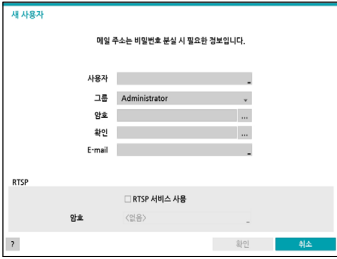 새 사용자
메일 주소는 비밀번호 분실 시 필요한 정보입니다.
사용자
그룹 Administrator
암호 ...
확인 ...
E-mail
RTSP
RTSP 서비스 사용
암호 <없음>
? 확인 취소